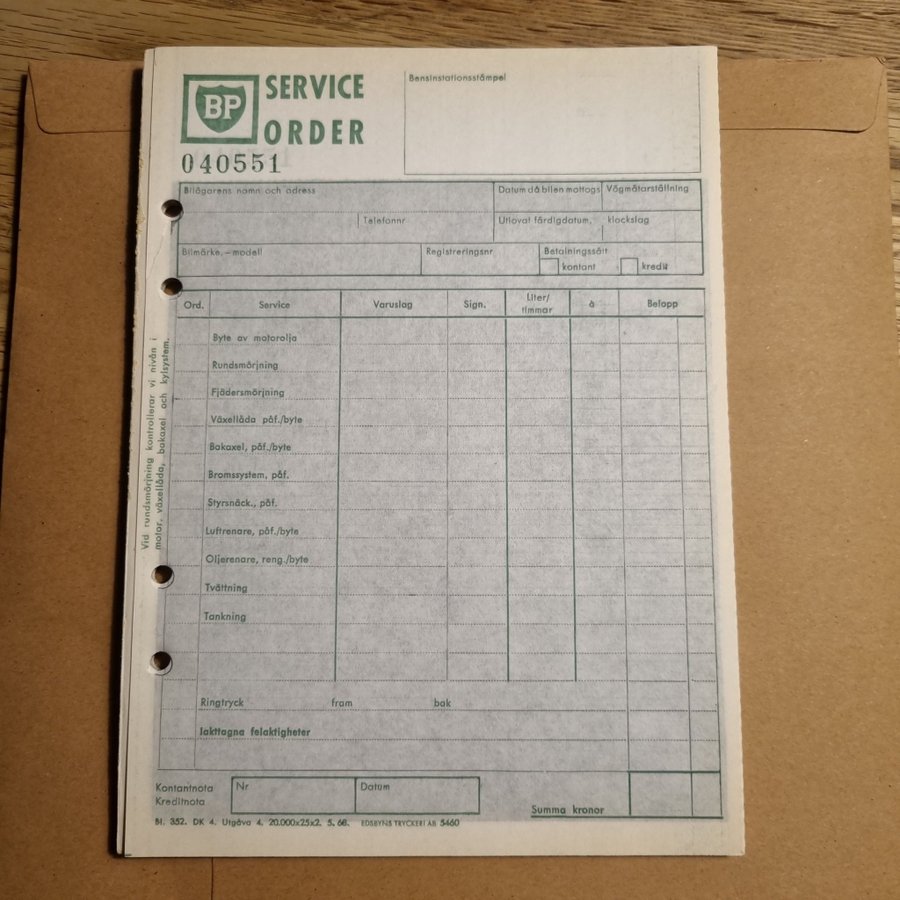 BP SERVICE ORDER
Bensinstationsstämpel
040551
Bilägarens namn och adress
Datum då bilen mottogs
Vägmätarställning
Telefonnr
Utlovat färdigdatum,
klockslag
Bilmärke, – modell
Registreringsnr
Betalningssätt
kontant
kredit
Ord. Service Varuslag Sign. Liter/timmar à Belopp
Byte av motorolja
Rundsmörjning
Fjädersmörjning
Växellåda påf./byte
Bakaxel, påf./byte
Bromssystem, påf.
Styrsnäck., påf.
Luftrenare, påf./byte
Oljerenare, reng./byte
Tvättning
Tankning
Ringtryck fram bak
Iakttagna felaktigheter
Kontantnota
Kreditnota
Nr
Datum
Summa kronor
Bl. 352. DK 4. Utgåva 4. 20.000x25x2. 5. 68. EDSBYNS TRYCKERI AB 5460
Vid rundsmörjning kontrollerar vi nivån i
motor, växellåda, bakaxel och kylsystem.